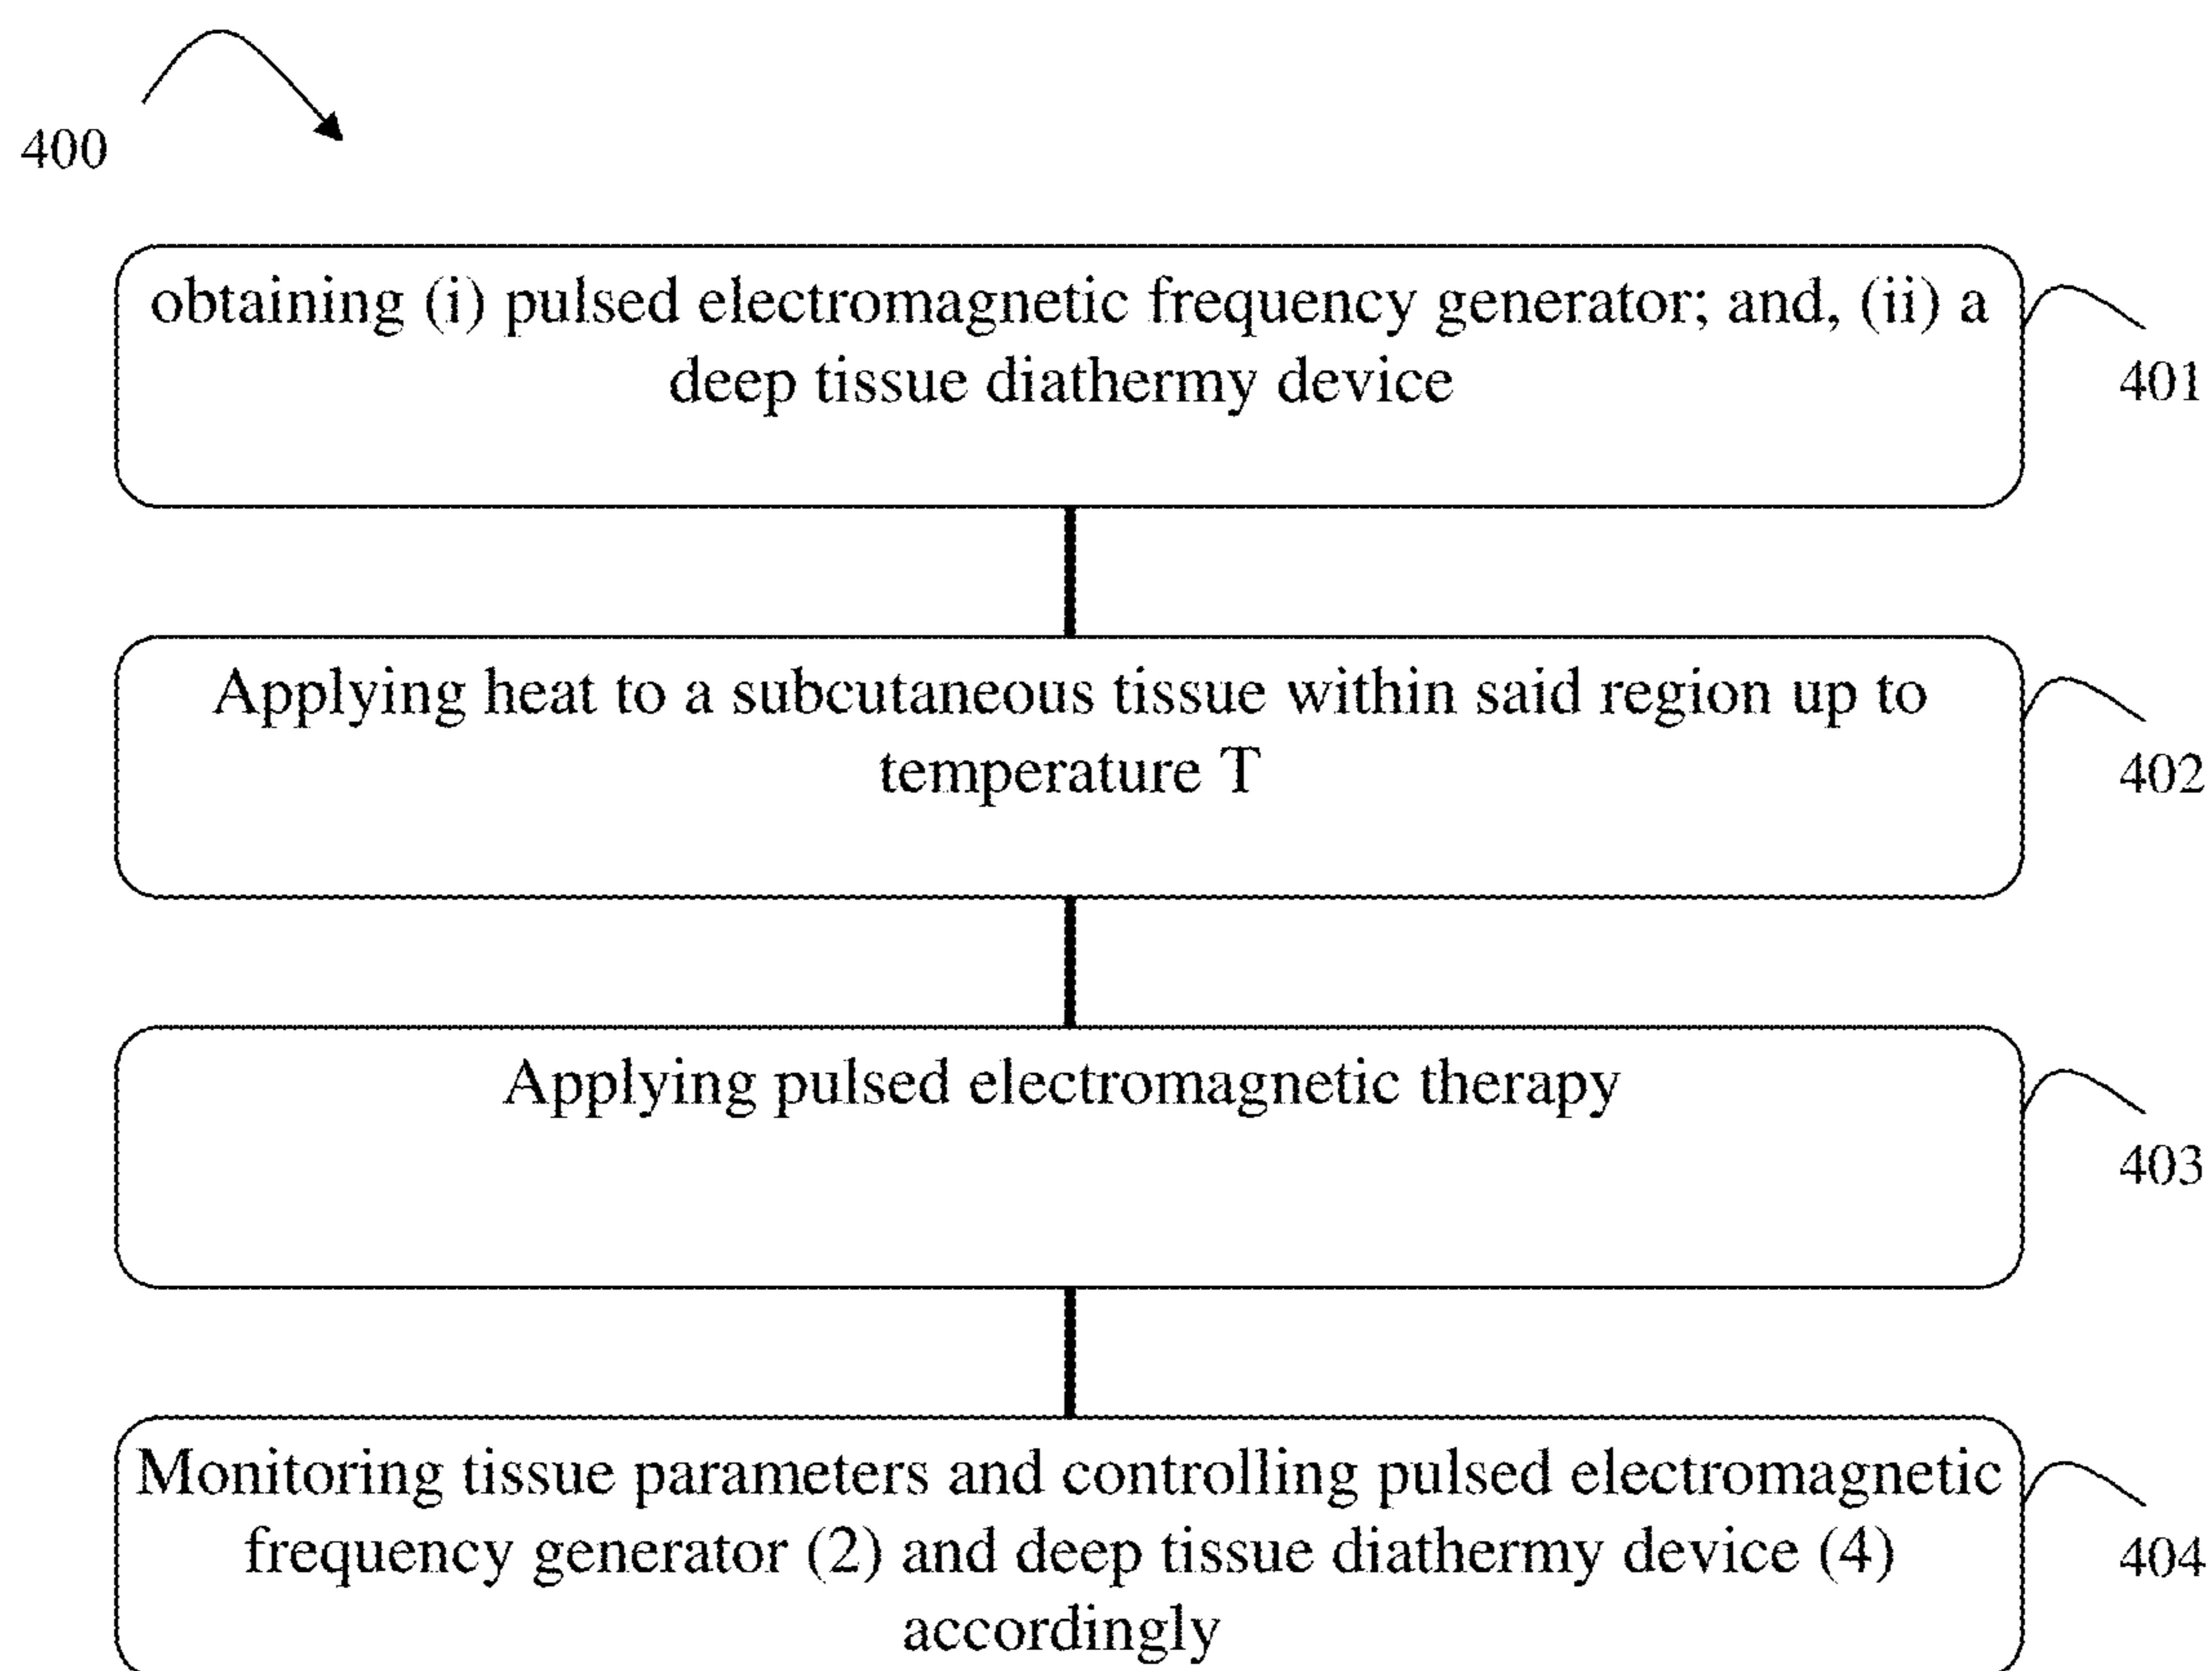 400
obtaining (i) pulsed electromagnetic frequency generator; and, (ii) a
deep tissue diathermy device
401
Applying heat to a subcutaneous tissue within said region up to
temperature T
402
Applying pulsed electromagnetic therapy
403
Monitoring tissue parameters and controlling pulsed electromagnetic
frequency generator (2) and deep tissue diathermy device (4)
accordingly
404